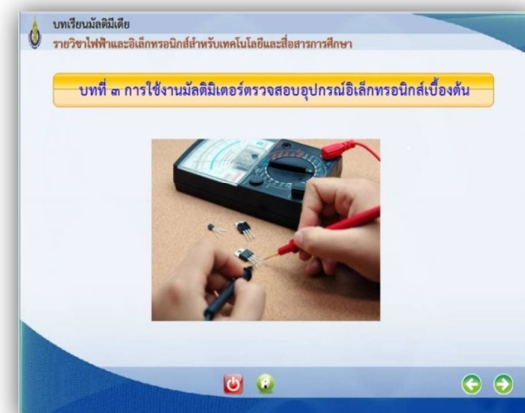 บทเรียนมัลติมีเดีย
รายวิชาไฟฟ้าและอิเล็กทรอนิกส์สำหรับเทคโนโลยีและสื่อสารการศึกษา
บทที่ ๓ การใช้งานมัลติมิเตอร์ตรวจสอบอุปกรณ์อิเล็กทรอนิกส์เบื้องต้น